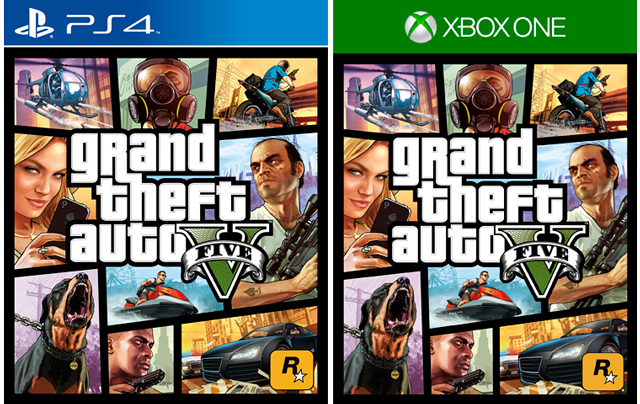 PS4
grand
theft
auto
V
FIVE
R
XBOX ONE
grand
theft
auto
V
FIVE
R